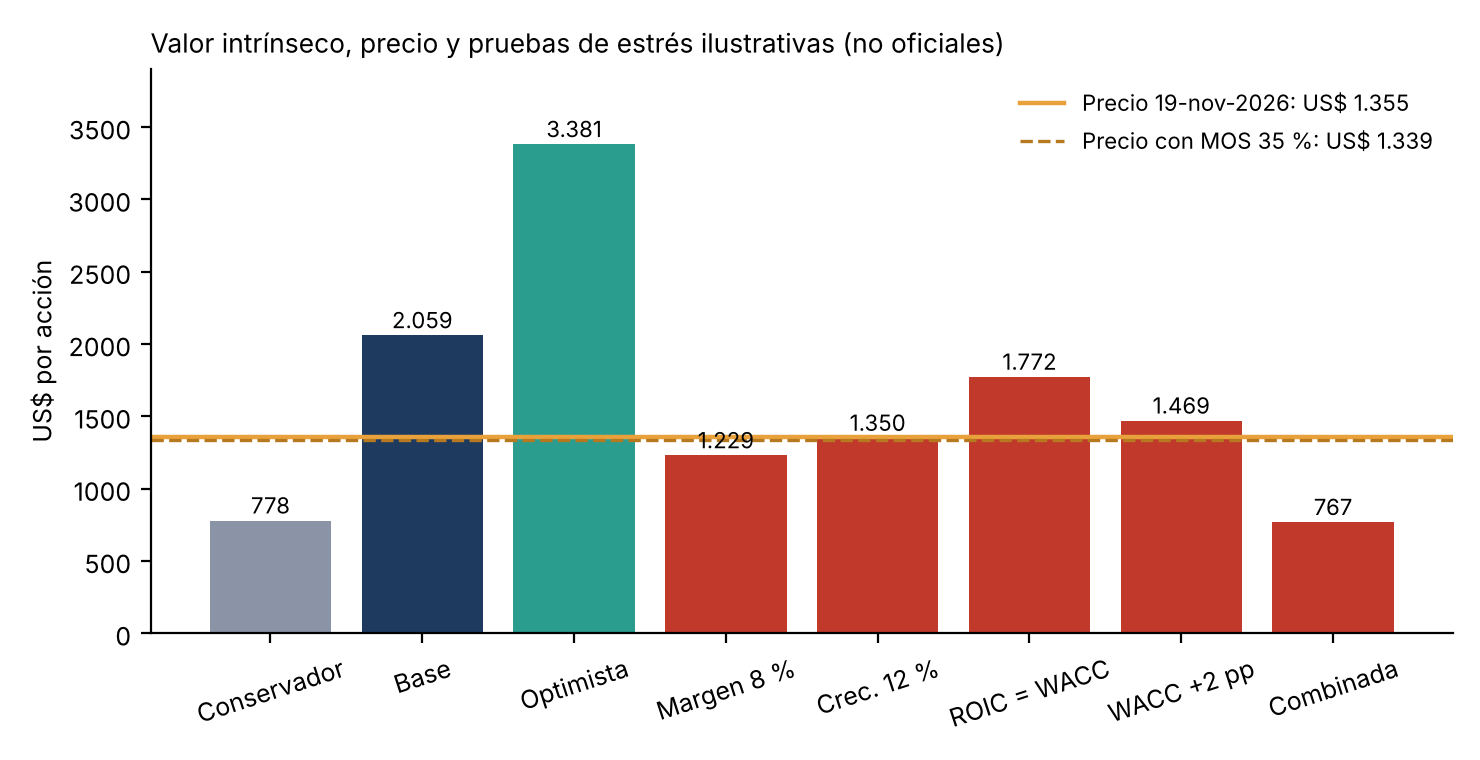 Valor intrínseco, precio y pruebas de estrés ilustrativas (no oficiales)
Precio 19-nov-2026: US$ 1.355
Precio con MOS 35 %: US$ 1.339
US$ por acción
3500
3000
2500
2000
1500
1000
500
0
778
2.059
3.381
1.229
1.350
1.772
1.469
767
Conservador
Base
Optimista
Margen 8 %
Crec. 12 %
ROIC = WACC
WACC +2 pp
Combinada